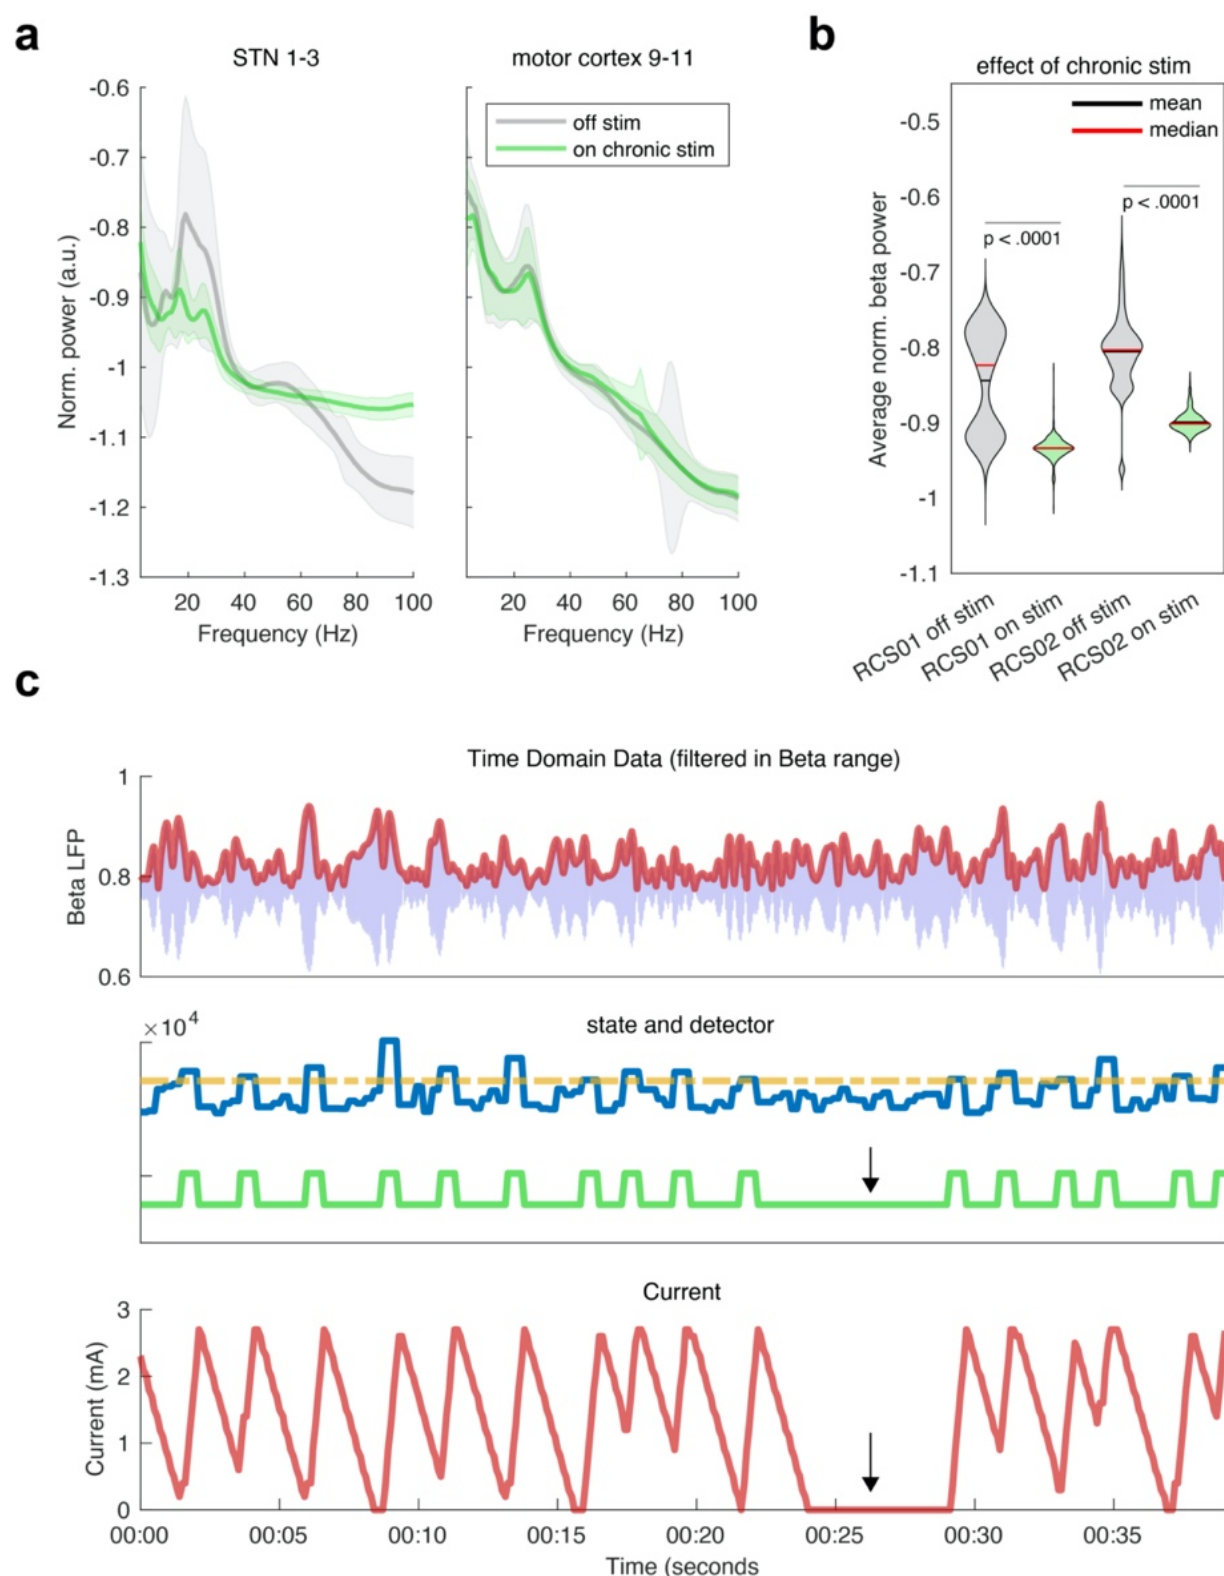 a
STN 1-3
motor cortex 9-11
-0.6
-0.7
-0.8
-0.9
-1
-1.1
-1.2
-1.3
Norm. power (a.u.)
off stim
on chronic stim
20 40 60 80 100
20 40 60 80 100
Frequency (Hz)
Frequency (Hz)
b
effect of chronic stim
mean
median
-0.5
-0.6
-0.7
-0.8
-0.9
-1
-1.1
Average norm. beta power
p < .0001
p < .0001
RCS01 off stim
RCS01 on stim
RCS02 off stim
RCS02 on stim
c
Time Domain Data (filtered in Beta range)
1
0.8
0.6
Beta LFP
×10⁴
state and detector
Current
3
2
1
0
Current (mA)
00:00 00:05 00:10 00:15 00:20 00:25 00:30 00:35
Time (seconds